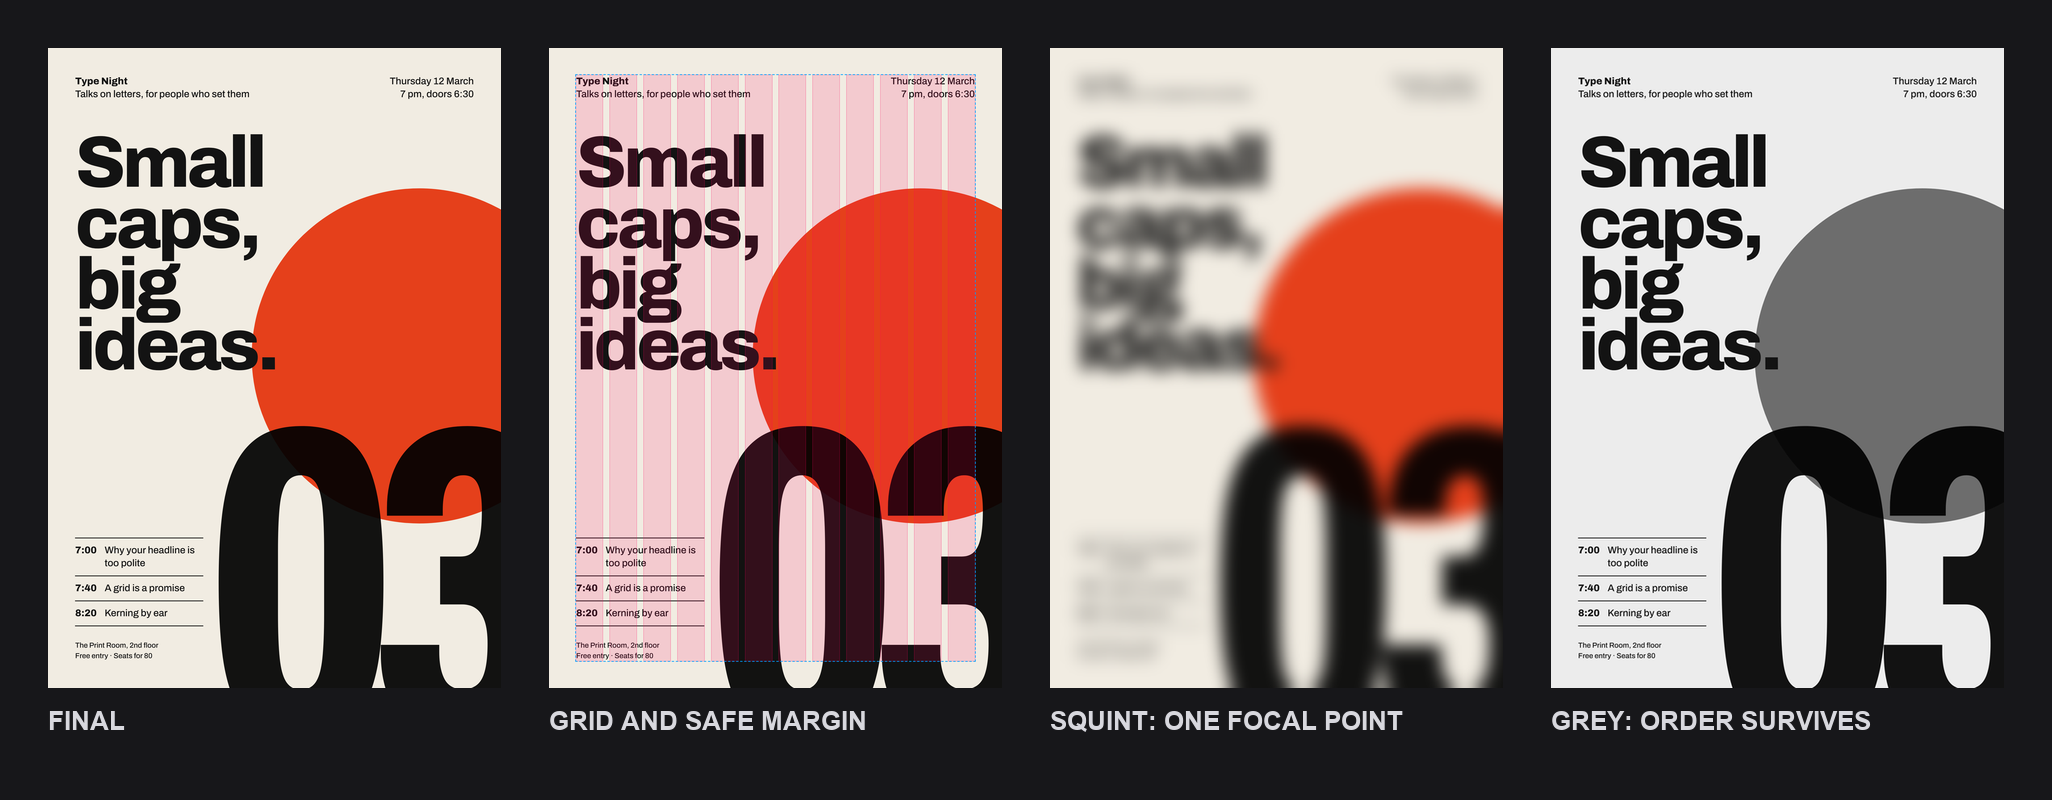 Type Night
Talks on letters, for people who set them
Thursday 12 March
7 pm, doors 6:30
Small
caps,
big
ideas.
03
7:00 Why your headline is
too polite
7:40 A grid is a promise
8:20 Kerning by ear
The Print Room, 2nd floor
Free entry · Seats for 80
FINAL
Type Night
Talks on letters, for people who set them
Thursday 12 March
7 pm, doors 6:30
Small
caps,
big
ideas.
03
7:00 Why your headline is
too polite
7:40 A grid is a promise
8:20 Kerning by ear
The Print Room, 2nd floor
Free entry · Seats for 80
GRID AND SAFE MARGIN
Small
caps,
big
ideas.
03
SQUINT: ONE FOCAL POINT
Type Night
Talks on letters, for people who set them
Thursday 12 March
7 pm, doors 6:30
Small
caps,
big
ideas.
03
7:00 Why your headline is
too polite
7:40 A grid is a promise
8:20 Kerning by ear
The Print Room, 2nd floor
Free entry · Seats for 80
GREY: ORDER SURVIVES